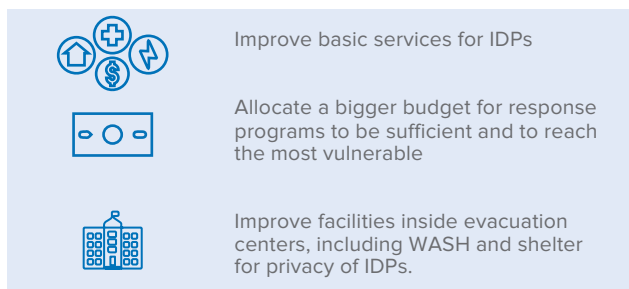 Improve basic services for IDPs
Allocate a bigger budget for response
programs to be sufficient and to reach
the most vulnerable
Improve facilities inside evacuation
centers, including WASH and shelter
for privacy of IDPs.